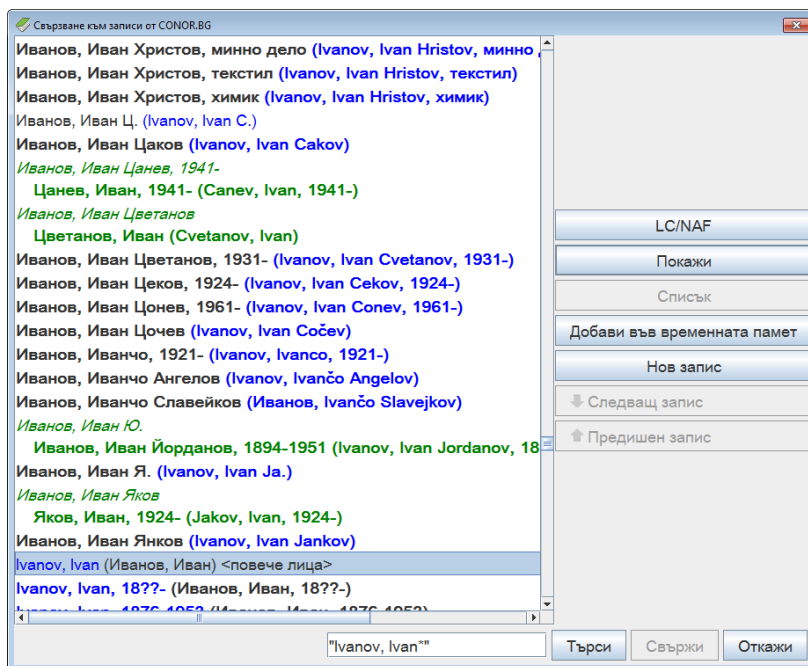 Свързване към записи от CONOR.BG
Иванов, Иван Христов, минно дело (Ivanov, Ivan Hristov, минно
Иванов, Иван Христов, текстил (Ivanov, Ivan Hristov, текстил)
Иванов, Иван Христов, химик (Ivanov, Ivan Hristov, химик)
Иванов, Иван Ц. (Ivanov, Ivan C.)
Иванов, Иван Цаков (Ivanov, Ivan Cakov)
Иванов, Иван Цанев, 1941-
Цанев, Иван, 1941- (Canev, Ivan, 1941-)
Иванов, Иван Цветанов
Цветанов, Иван (Cvetanov, Ivan)
Иванов, Иван Цветанов, 1931- (Ivanov, Ivan Cvetanov, 1931-)
Иванов, Иван Цеков, 1924- (Ivanov, Ivan Cekov, 1924-)
Иванов, Иван Цонев, 1961- (Ivanov, Ivan Conev, 1961-)
Иванов, Иван Цочев (Ivanov, Ivan Cočev)
Иванов, Иванчо, 1921- (Ivanov, Ivanco, 1921-)
Иванов, Иванчо Ангелов (Ivanov, Ivančo Angelov)
Иванов, Иванчо Славейков (Иванов, Ivančo Slavejkov)
Иванов, Иван Ю.
Иванов, Иван Йорданов, 1894-1951 (Ivanov, Ivan Jordanov, 18
Иванов, Иван Я. (Ivanov, Ivan Ja.)
Иванов, Иван Яков
Яков, Иван, 1924- (Jakov, Ivan, 1924-)
Иванов, Иван Янков (Ivanov, Ivan Jankov)
Ivanov, Ivan (Иванов, Иван) <повече лица>
Ivanov, Ivan, 18??- (Иванов, Иван, 18??-)
Ivanov, Ivan, 1876-1953 (Иванов, Иван, 1876-1953)
LC/NAF
Покажи
Списък
Добави във временната памет
Нов запис
Следващ запис
Предишен запис
"Ivanov, Ivan*"
Търси
Свържи
Откажи